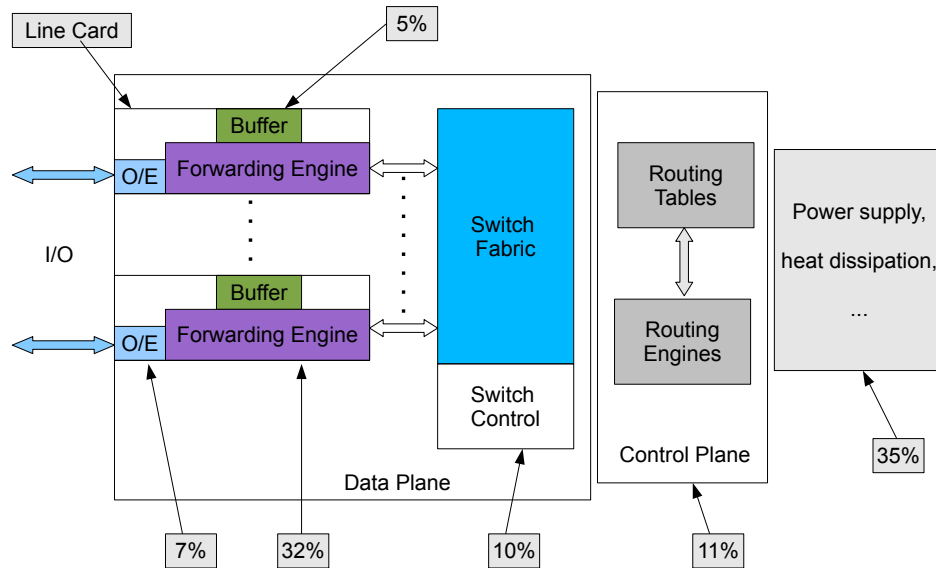 Line Card
5%
Buffer
Forwarding Engine
O/E
I/O
Buffer
Forwarding Engine
O/E
Switch
Fabric
Switch
Control
Data Plane
Routing
Tables
Routing
Engines
Control Plane
Power supply,
heat dissipation,
...
35%
7%
32%
10%
11%